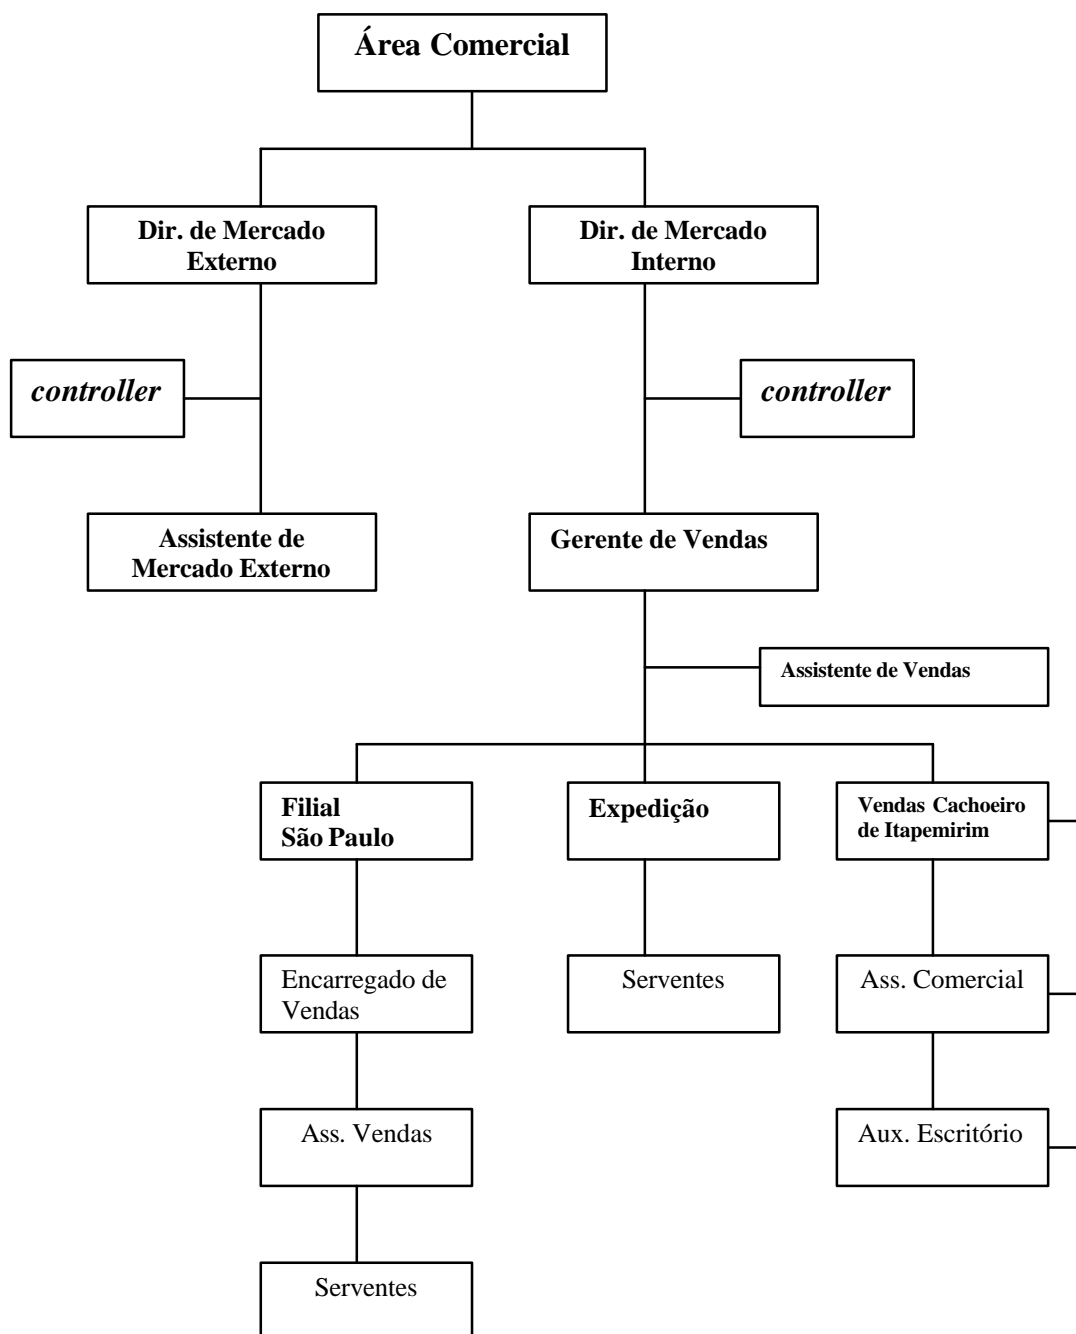 Área Comercial
Dir. de Mercado
Externo
Dir. de Mercado
Interno
controller
controller
Assistente de
Mercado Externo
Gerente de Vendas
Assistente de Vendas
Filial
São Paulo
Expedição
Vendas Cachoeiro
de Itapemirim
Encarregado de
Vendas
Serventes
Ass. Comercial
Ass. Vendas
Aux. Escritório
Serventes